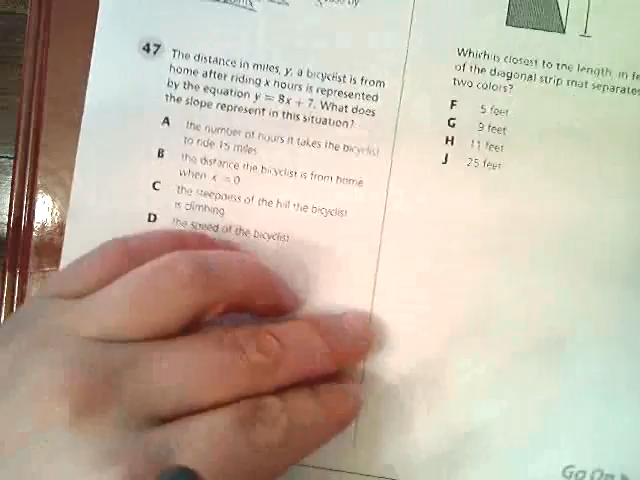 47 The distance in miles, y, a bicyclist is from
home after riding x hours is represented
by the equation y = 8x + 7. What does
the slope represent in this situation?
A the number of hours it takes the bicyclist
to ride 15 miles
B the distance the bicyclist is from home
when x = 0
C the steepness of the hill the bicyclist
is climbing
D the speed of the bicyclist
Which is closest to the length in
of the diagonal strip that separates
two colors?
F 5 feet
G 9 feet
H 11 feet
J 25 feet
Go On